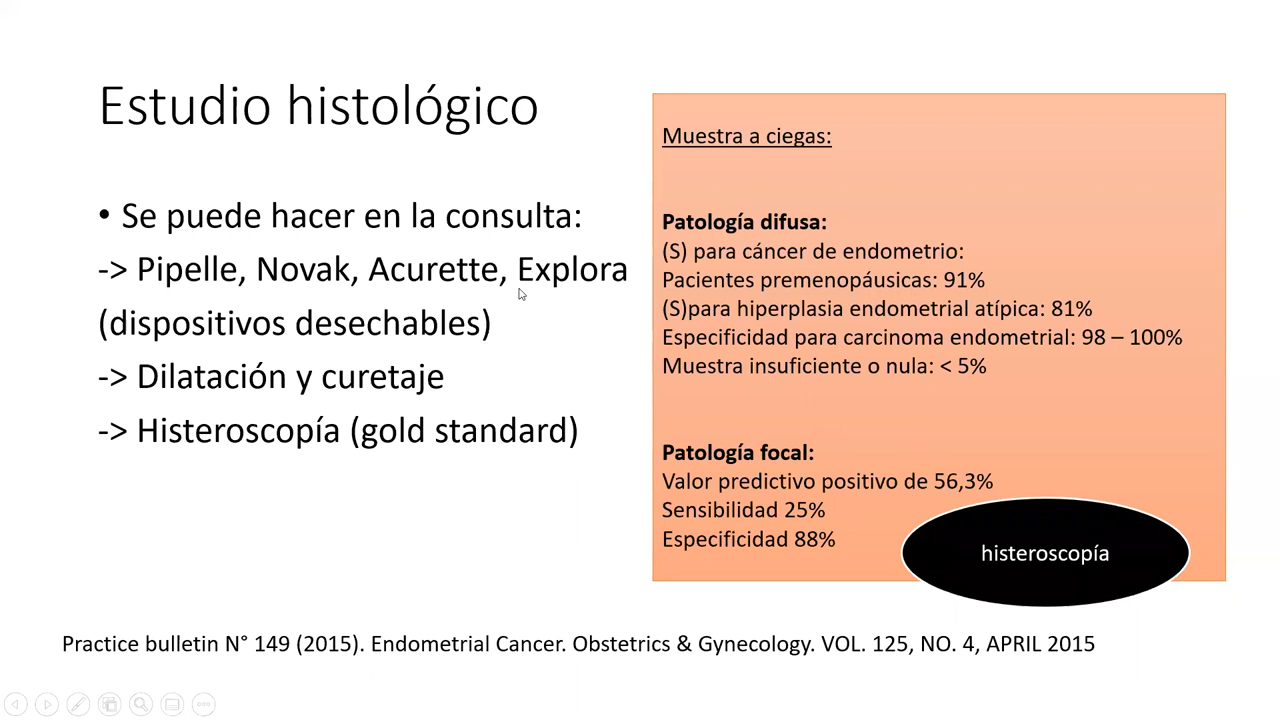 Estudio histológico
• Se puede hacer en la consulta:
-> Pipelle, Novak, Acurette, Explora
(dispositivos desechables)
-> Dilatación y curetaje
-> Histeroscopía (gold standard)
Muestra a ciegas:
Patología difusa:
(S) para cáncer de endometrio:
Pacientes premenopáusicas: 91%
(S)para hiperplasia endometrial atípica: 81%
Especificidad para carcinoma endometrial: 98 – 100%
Muestra insuficiente o nula: < 5%
Patología focal:
Valor predictivo positivo de 56,3%
Sensibilidad 25%
Especificidad 88%
histeroscopía
Practice bulletin N° 149 (2015). Endometrial Cancer. Obstetrics & Gynecology. VOL. 125, NO. 4, APRIL 2015